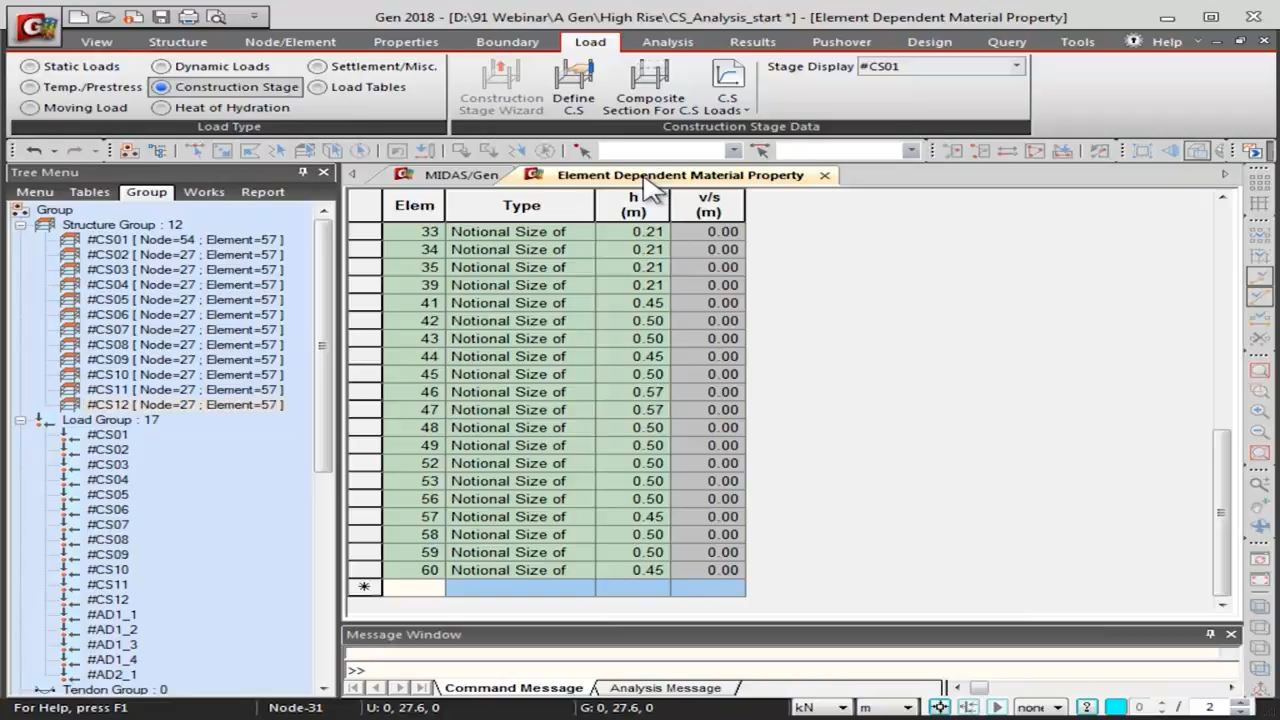 Gen 2018 - [D:\91 Webinar\A Gen\High Rise\CS_Analysis_start *] - [Element Dependent Material Property]
View Structure Node/Element Properties Boundary Load Analysis Results Pushover Design Query Tools Help
Static Loads Dynamic Loads Settlement/Misc.
Temp./Prestress Construction Stage Load Tables
Moving Load Heat of Hydration
Load Type
Construction Stage Wizard
Define C.S
Composite Section For C.S
C.S Loads
Stage Display #CS01
Construction Stage Data
Tree Menu
Menu Tables Group Works Report
MIDAS/Gen Element Dependent Material Property
Group
Structure Group : 12
#CS01 [ Node=54 ; Element=57 ]
#CS02 [ Node=27 ; Element=57 ]
#CS03 [ Node=27 ; Element=57 ]
#CS04 [ Node=27 ; Element=57 ]
#CS05 [ Node=27 ; Element=57 ]
#CS06 [ Node=27 ; Element=57 ]
#CS07 [ Node=27 ; Element=57 ]
#CS08 [ Node=27 ; Element=57 ]
#CS09 [ Node=27 ; Element=57 ]
#CS10 [ Node=27 ; Element=57 ]
#CS11 [ Node=27 ; Element=57 ]
#CS12 [ Node=27 ; Element=57 ]
Load Group : 17
#CS01
#CS02
#CS03
#CS04
#CS05
#CS06
#CS07
#CS08
#CS09
#CS10
#CS11
#CS12
#AD1_1
#AD1_2
#AD1_3
#AD1_4
#AD2_1
Tendon Group : 0
Elem Type h (m) v/s (m)
33 Notional Size of 0.21 0.00
34 Notional Size of 0.21 0.00
35 Notional Size of 0.21 0.00
39 Notional Size of 0.21 0.00
41 Notional Size of 0.45 0.00
42 Notional Size of 0.50 0.00
43 Notional Size of 0.50 0.00
44 Notional Size of 0.45 0.00
45 Notional Size of 0.50 0.00
46 Notional Size of 0.57 0.00
47 Notional Size of 0.57 0.00
48 Notional Size of 0.50 0.00
49 Notional Size of 0.50 0.00
52 Notional Size of 0.50 0.00
53 Notional Size of 0.50 0.00
56 Notional Size of 0.50 0.00
57 Notional Size of 0.45 0.00
58 Notional Size of 0.50 0.00
59 Notional Size of 0.50 0.00
60 Notional Size of 0.45 0.00
Message Window
>>
Command Message Analysis Message
For Help, press F1 Node-31 U: 0, 27.6, 0 G: 0, 27.6, 0 kN m none 0 / 2